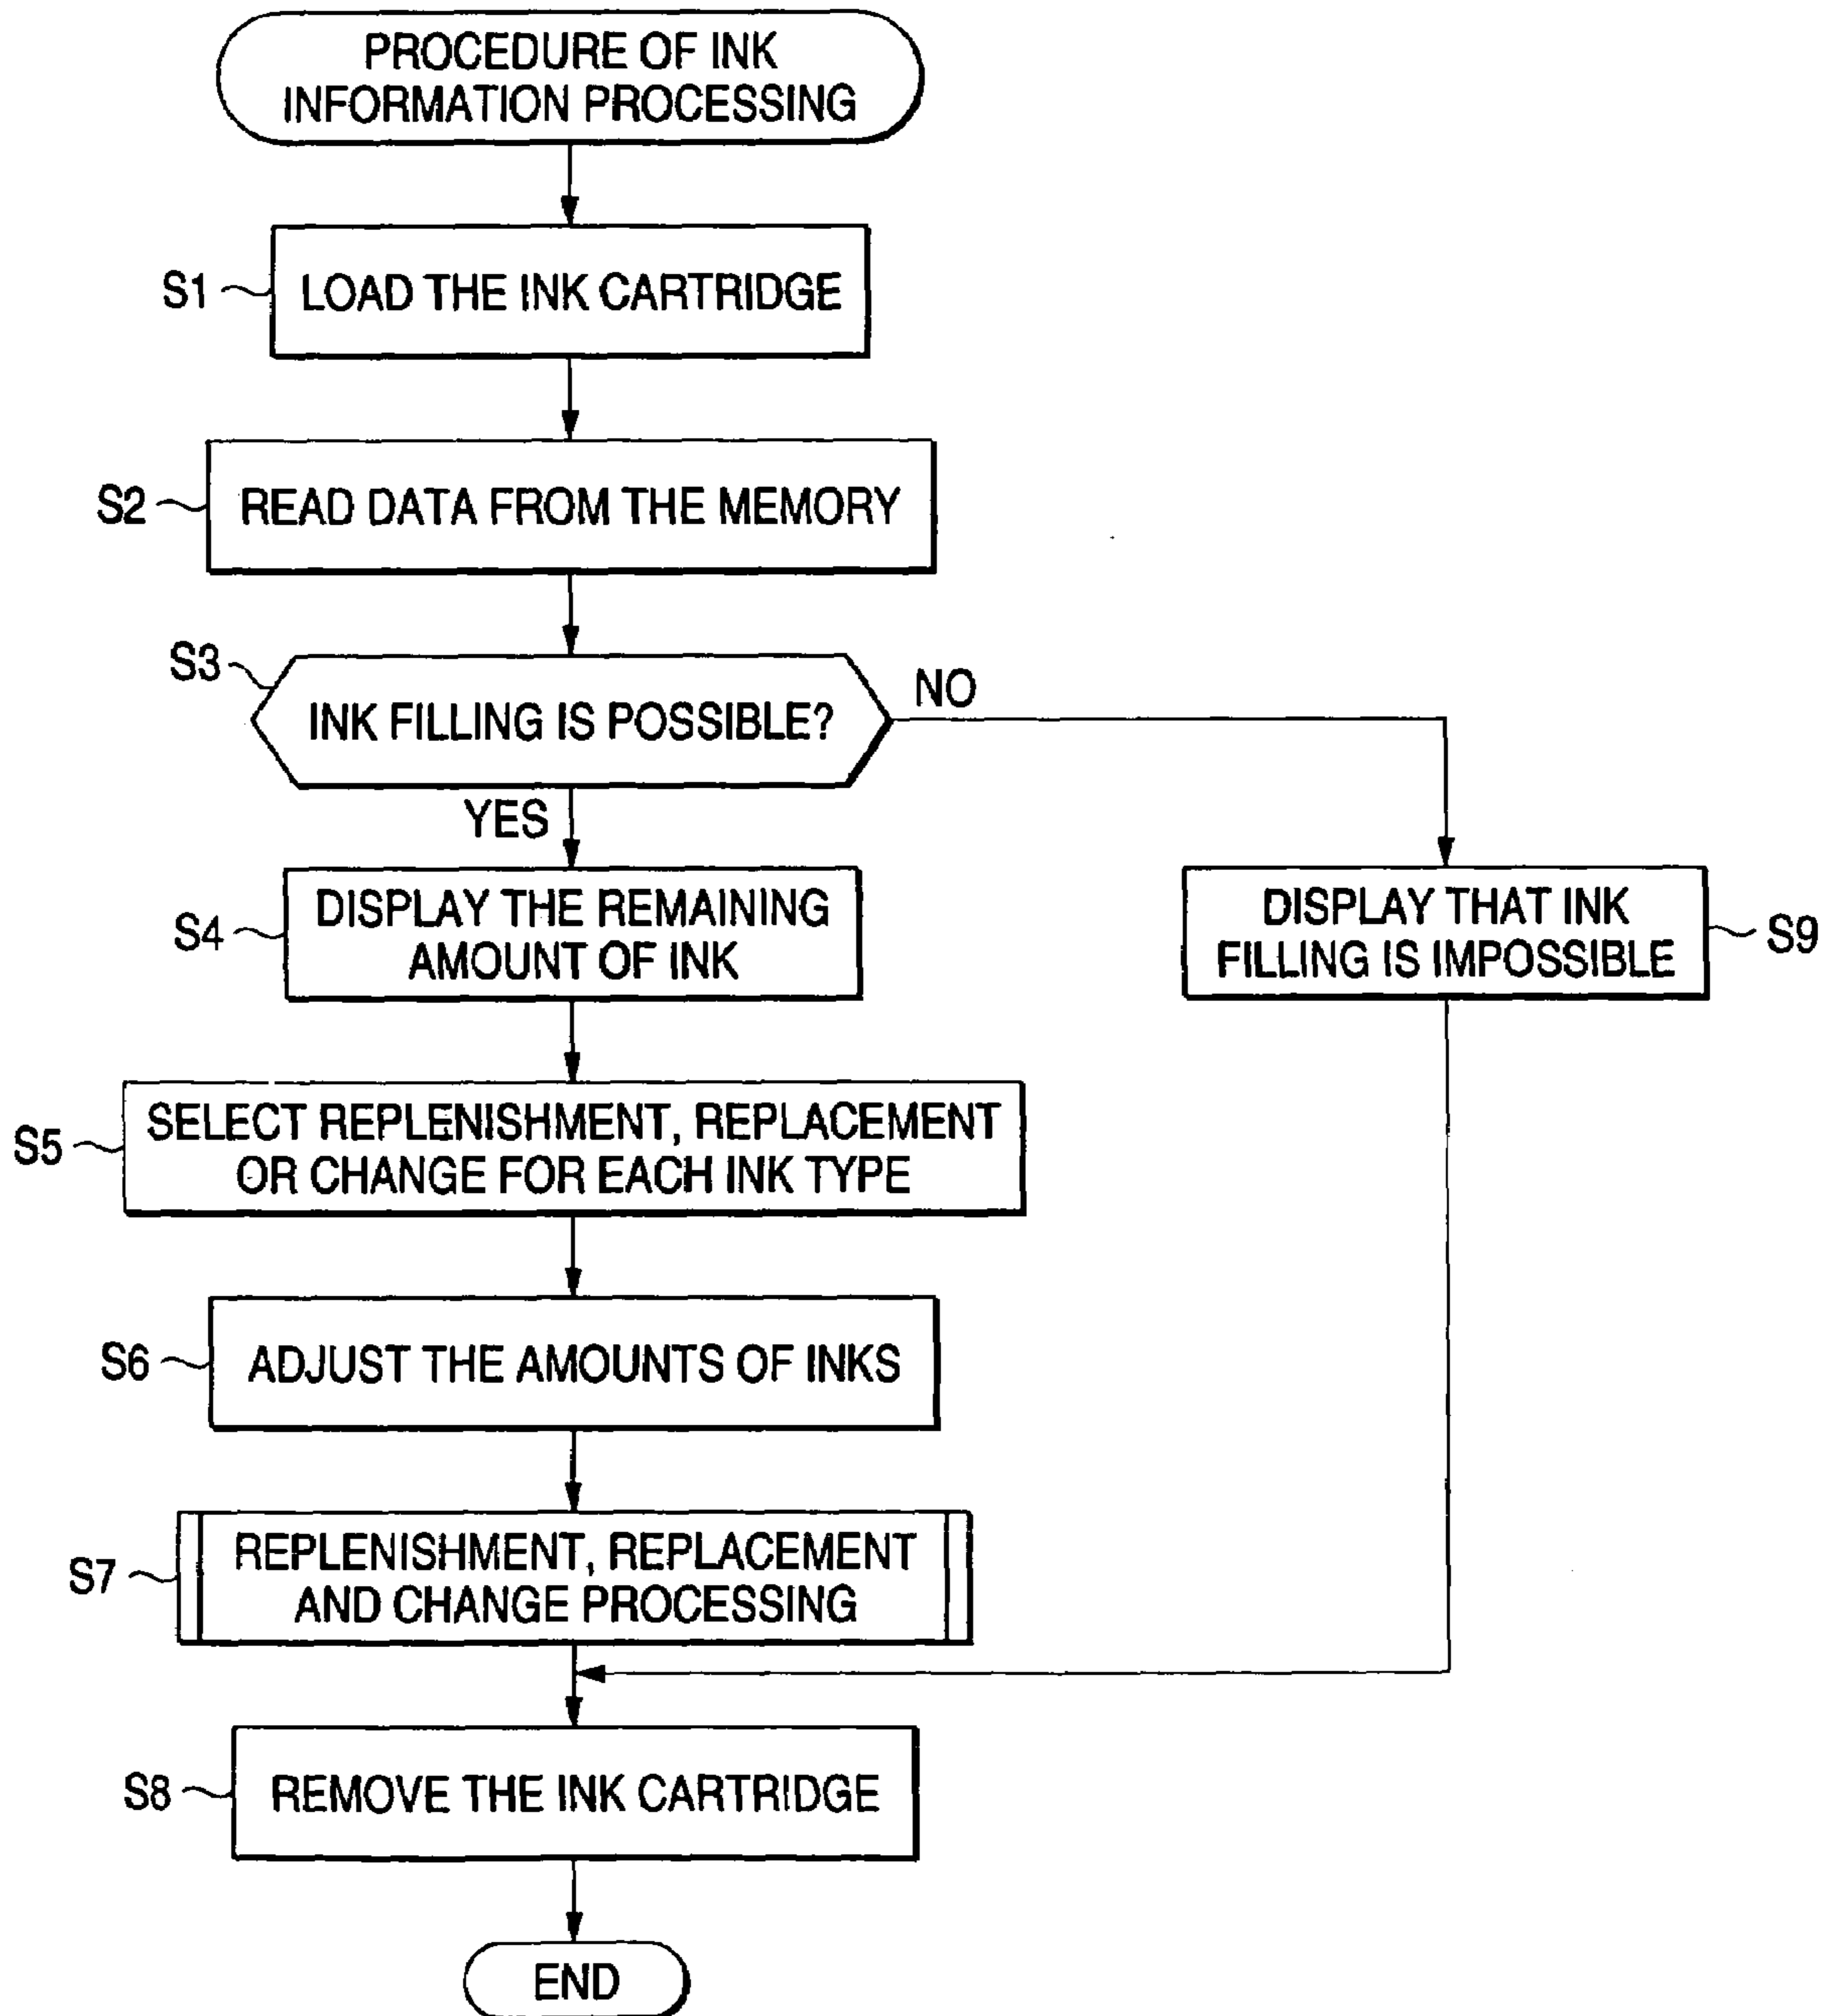 PROCEDURE OF INK
INFORMATION PROCESSING
S1
LOAD THE INK CARTRIDGE
S2
READ DATA FROM THE MEMORY
S3
INK FILLING IS POSSIBLE?
NO
YES
S4
DISPLAY THE REMAINING
AMOUNT OF INK
DISPLAY THAT INK
FILLING IS IMPOSSIBLE
S9
S5
SELECT REPLENISHMENT, REPLACEMENT
OR CHANGE FOR EACH INK TYPE
S6
ADJUST THE AMOUNTS OF INKS
S7
REPLENISHMENT, REPLACEMENT
AND CHANGE PROCESSING
S8
REMOVE THE INK CARTRIDGE
END